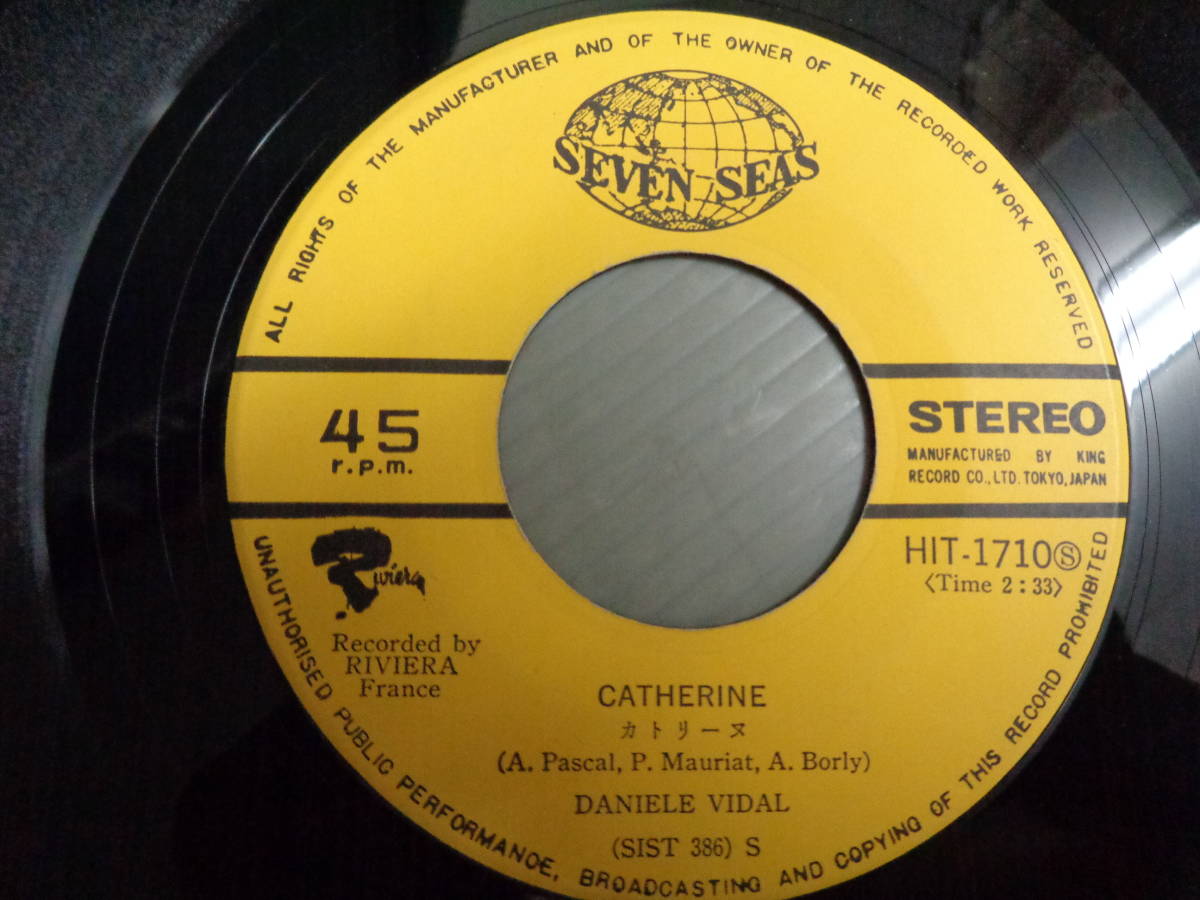 ALL RIGHTS OF THE MANUFACTURER AND OF THE OWNER OF THE RECORDED WORK RESERVED
SEVEN SEAS
45
r.p.m.
STEREO
MANUFACTURED BY KING
RECORD CO., LTD. TOKYO, JAPAN
HIT-1710Ⓢ
〈Time 2:33〉
Riviera
Recorded by
RIVIERA
France
CATHERINE
カトリーヌ
(A. Pascal, P. Mauriat, A. Borly)
DANIELE VIDAL
(SIST 386) S
UNAUTHORISED PUBLIC PERFORMANCE, BROADCASTING AND COPYING OF THIS RECORD PROHIBITED